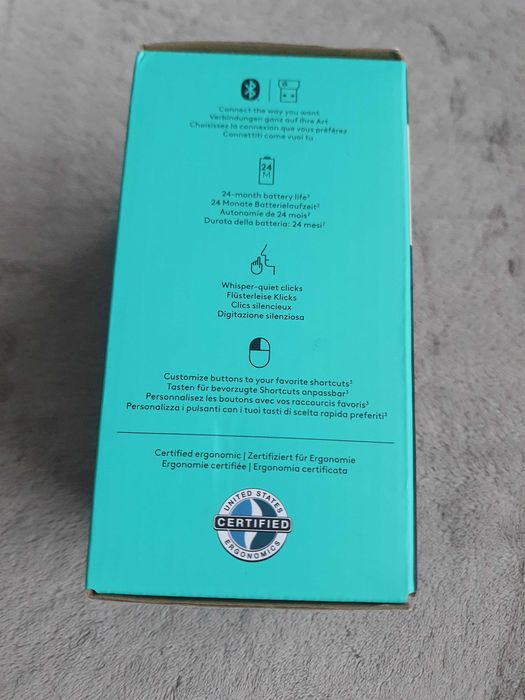 Connect the way you want
Verbindungen ganz auf Ihre Art
Choisissez la connexion que vous préférez
Connettiti come vuoi tu
24
M
24-month battery life²
24 Monate Batterielaufzeit²
Autonomie de 24 mois²
Durata della batteria: 24 mesi²
Whisper-quiet clicks
Flüsterleise Klicks
Clics silencieux
Digitazione silenziosa
Customize buttons to your favorite shortcuts³
Tasten für bevorzugte Shortcuts anpassbar³
Personnalisez les boutons avec vos raccourcis favoris³
Personalizza i pulsanti con i tuoi tasti di scelta rapida preferiti³
Certified ergonomic | Zertifiziert für Ergonomie
Ergonomie certifiée | Ergonomia certificata
UNITED STATES
CERTIFIED
ERGONOMICS